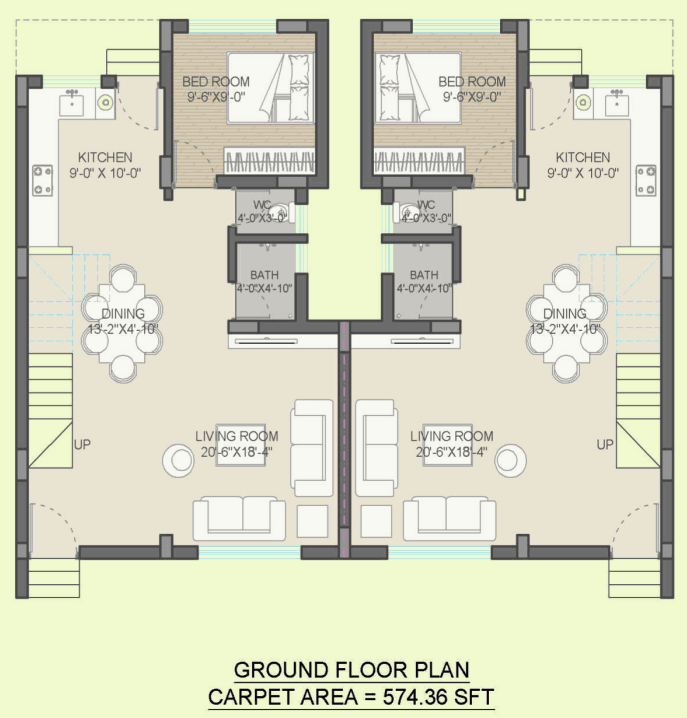 BED ROOM
9'-6"X9'-0"
BED ROOM
9'-6"X9'-0"
KITCHEN
9'-0" X 10'-0"
KITCHEN
9'-0" X 10'-0"
WC
4'-0"X3'-0"
WC
4'-0"X3'-0"
BATH
4'-0"X4'-10"
BATH
4'-0"X4'-10"
DINING
13'-2"X4'-10"
DINING
13'-2"X4'-10"
LIVING ROOM
20'-6"X18'-4"
LIVING ROOM
20'-6"X18'-4"
UP
UP
GROUND FLOOR PLAN
CARPET AREA = 574.36 SFT